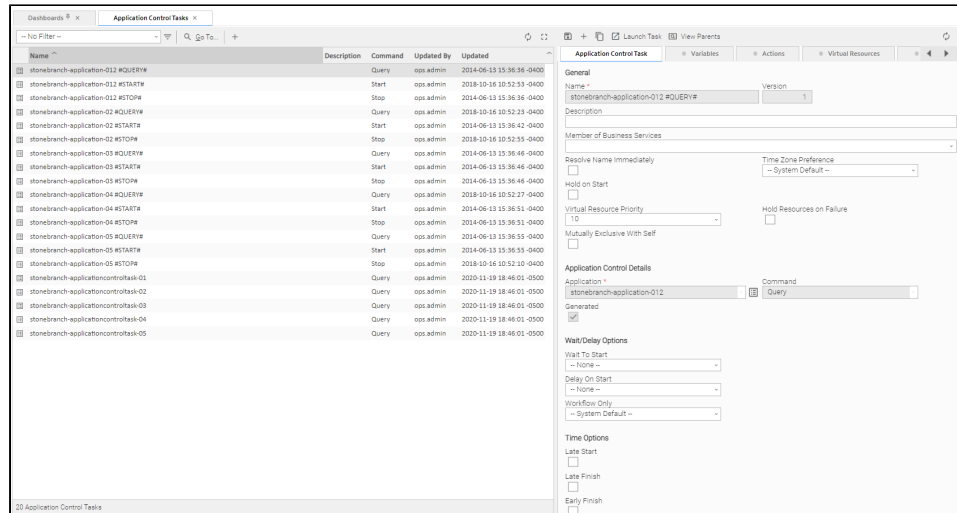 Dashboards
Application Control Tasks
-- No Filter --
Go To...
Launch Task
View Parents
Name
Description
Command
Updated By
Updated
stonebranch-application-012 #QUERY# Query ops.admin 2014-06-13 15:36:36 -0400
stonebranch-application-012 #START# Start ops.admin 2018-10-16 10:52:53 -0400
stonebranch-application-012 #STOP# Stop ops.admin 2014-06-13 15:36:36 -0400
stonebranch-application-02 #QUERY# Query ops.admin 2018-10-16 10:52:23 -0400
stonebranch-application-02 #START# Start ops.admin 2014-06-13 15:36:42 -0400
stonebranch-application-02 #STOP# Stop ops.admin 2018-10-16 10:52:55 -0400
stonebranch-application-03 #QUERY# Query ops.admin 2014-06-13 15:36:46 -0400
stonebranch-application-03 #START# Start ops.admin 2014-06-13 15:36:46 -0400
stonebranch-application-03 #STOP# Stop ops.admin 2014-06-13 15:36:46 -0400
stonebranch-application-04 #QUERY# Query ops.admin 2018-10-16 10:52:27 -0400
stonebranch-application-04 #START# Start ops.admin 2014-06-13 15:36:51 -0400
stonebranch-application-04 #STOP# Stop ops.admin 2014-06-13 15:36:51 -0400
stonebranch-application-05 #QUERY# Query ops.admin 2014-06-13 15:36:55 -0400
stonebranch-application-05 #START# Start ops.admin 2014-06-13 15:36:55 -0400
stonebranch-application-05 #STOP# Stop ops.admin 2018-10-16 10:52:10 -0400
stonebranch-applicationcontroltask-01 Query ops.admin 2020-11-19 18:46:01 -0500
stonebranch-applicationcontroltask-02 Query ops.admin 2020-11-19 18:46:01 -0500
stonebranch-applicationcontroltask-03 Query ops.admin 2020-11-19 18:46:01 -0500
stonebranch-applicationcontroltask-04 Query ops.admin 2020-11-19 18:46:01 -0500
stonebranch-applicationcontroltask-05 Query ops.admin 2020-11-19 18:46:01 -0500
20 Application Control Tasks
Application Control Task
Variables
Actions
Virtual Resources
General
Name *
Version
stonebranch-application-012 #QUERY#
1
Description
Member of Business Services
Resolve Name Immediately
Time Zone Preference
-- System Default --
Hold on Start
Virtual Resource Priority
Hold Resources on Failure
10
Mutually Exclusive With Self
Application Control Details
Application *
Command
stonebranch-application-012
Query
Generated
Wait/Delay Options
Wait To Start
-- None --
Delay On Start
-- None --
Workflow Only
-- System Default --
Time Options
Late Start
Late Finish
Early Finish